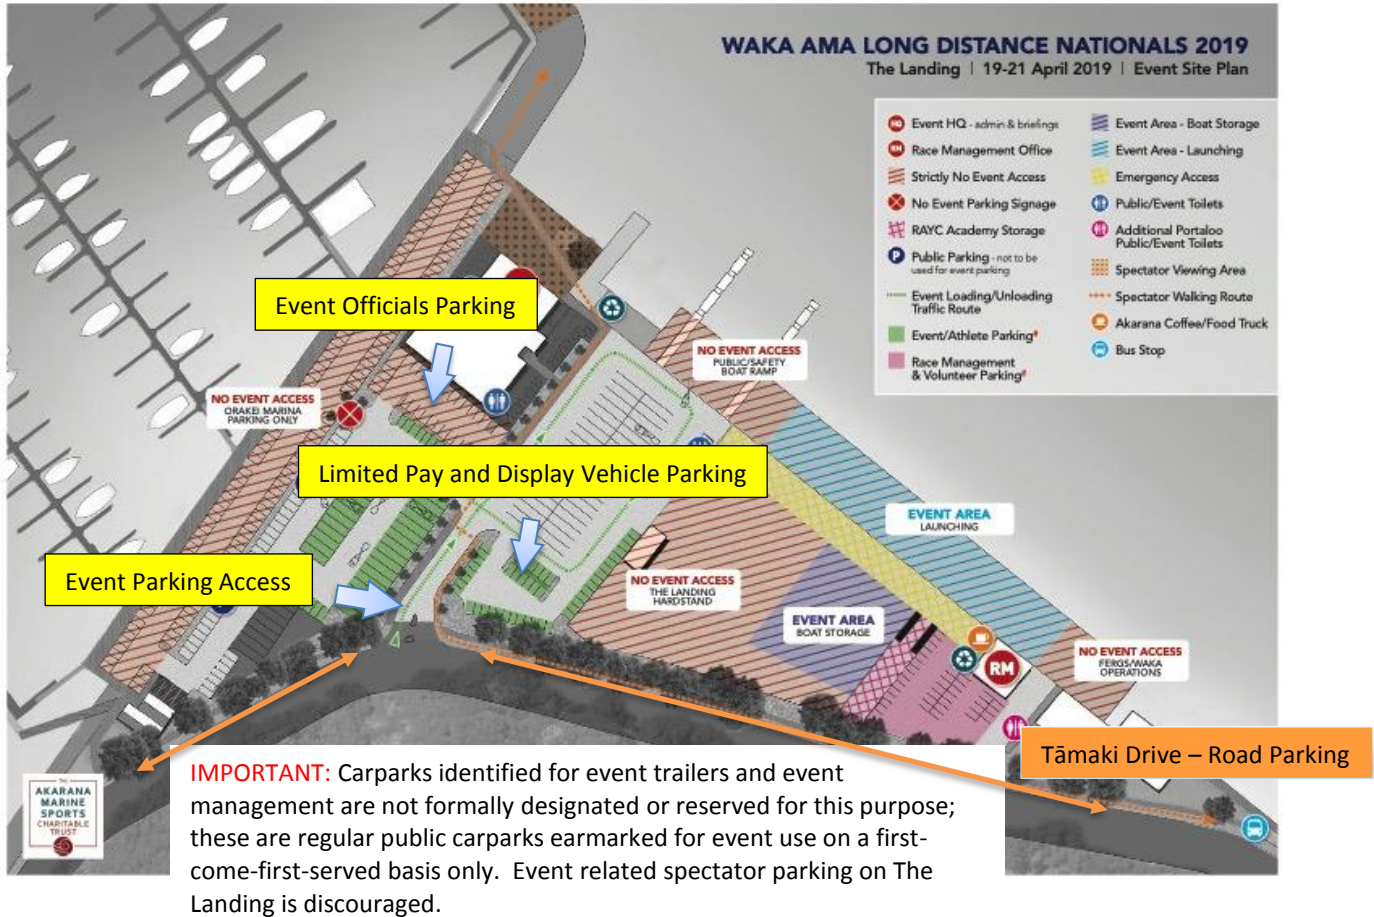 WAKA AMA LONG DISTANCE NATIONALS 2019
The Landing | 19-21 April 2019 | Event Site Plan
HQ Event HQ - admin & briefings
RM Race Management Office
Strictly No Event Access
No Event Parking Signage
RAYC Academy Storage
P Public Parking - not to be
used for event parking
Event Loading/Unloading
Traffic Route
Event/Athlete Parking*
Race Management
& Volunteer Parking*
Event Area - Boat Storage
Event Area - Launching
Emergency Access
Public/Event Toilets
Additional Portaloo
Public/Event Toilets
Spectator Viewing Area
Spectator Walking Route
Akarana Coffee/Food Truck
Bus Stop
Event Officials Parking
NO EVENT ACCESS
PUBLIC/SAFETY
BOAT RAMP
NO EVENT ACCESS
ORAKEI MARINA
PARKING ONLY
Limited Pay and Display Vehicle Parking
EVENT AREA
LAUNCHING
Event Parking Access
NO EVENT ACCESS
THE LANDING
HARDSTAND
EVENT AREA
BOAT STORAGE
RM
NO EVENT ACCESS
FERGS/WAKA
OPERATIONS
Tāmaki Drive – Road Parking
IMPORTANT: Carparks identified for event trailers and event
management are not formally designated or reserved for this purpose;
these are regular public carparks earmarked for event use on a first-
come-first-served basis only. Event related spectator parking on The
Landing is discouraged.
THE
AKARANA
MARINE
SPORTS
CHARITABLE
TRUST